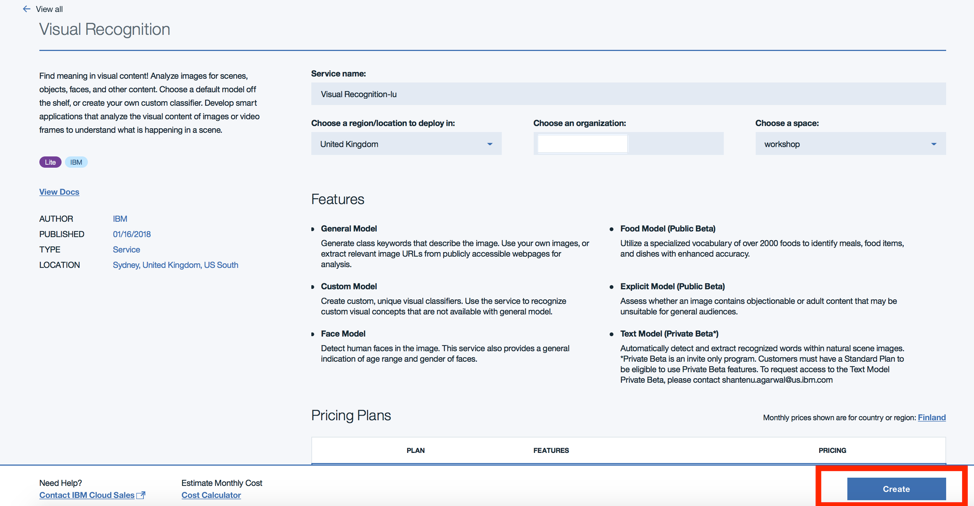 ← View all
Visual Recognition
Find meaning in visual content! Analyze images for scenes,
objects, faces, and other content. Choose a default model off
the shelf, or create your own custom classifier. Develop smart
applications that analyze the visual content of images or video
frames to understand what is happening in a scene.
Lite IBM
View Docs
AUTHOR IBM
PUBLISHED 01/16/2018
TYPE Service
LOCATION Sydney, United Kingdom, US South
Service name:
Visual Recognition-lu
Choose a region/location to deploy in: Choose an organization: Choose a space:
United Kingdom workshop
Features
General Model
Generate class keywords that describe the image. Use your own images, or
extract relevant image URLs from publicly accessible webpages for
analysis.
Custom Model
Create custom, unique visual classifiers. Use the service to recognize
custom visual concepts that are not available with general model.
Face Model
Detect human faces in the image. This service also provides a general
indication of age range and gender of faces.
Food Model (Public Beta)
Utilize a specialized vocabulary of over 2000 foods to identify meals, food items,
and dishes with enhanced accuracy.
Explicit Model (Public Beta)
Assess whether an image contains objectionable or adult content that may be
unsuitable for general audiences.
Text Model (Private Beta*)
Automatically detect and extract recognized words within natural scene images.
*Private Beta is an invite only program. Customers must have a Standard Plan to
be eligible to use Private Beta features. To request access to the Text Model
Private Beta, please contact shantenu.agarwal@us.ibm.com
Pricing Plans
Monthly prices shown are for country or region: Finland
PLAN FEATURES PRICING
Need Help?
Contact IBM Cloud Sales
Estimate Monthly Cost
Cost Calculator
Create